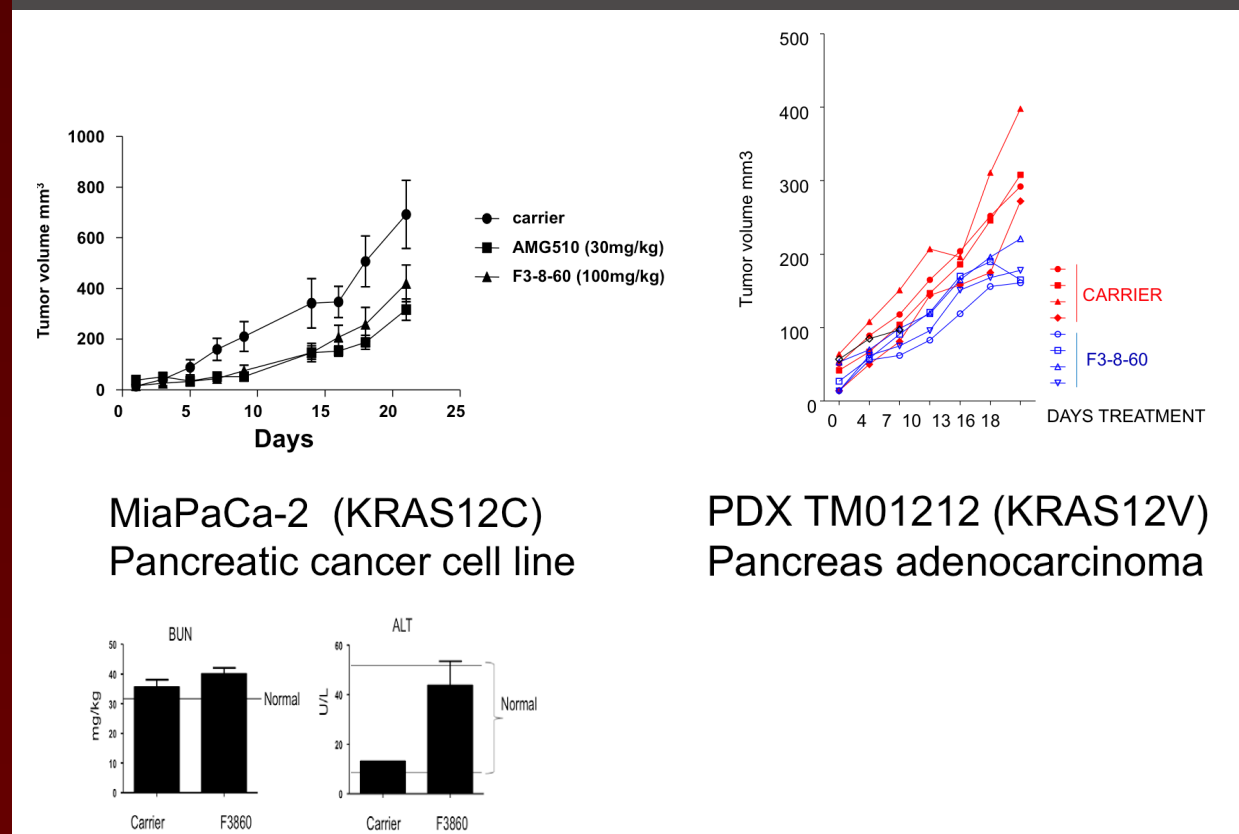 1000
800
600
400
200
0
Tumor volume mm³
0 5 10 15 20 25
Days
carrier
AMG510 (30mg/kg)
F3-8-60 (100mg/kg)
500
400
300
200
100
0
Tumor volume mm3
0 4 7 10 13 16 18
DAYS TREATMENT
CARRIER
F3-8-60
MiaPaCa-2 (KRAS12C)
Pancreatic cancer cell line
PDX TM01212 (KRAS12V)
Pancreas adenocarcinoma
BUN
50
40
30
20
10
0
mg/kg
Normal
Carrier F3860
ALT
60
40
20
0
U/L
Normal
Carrier F3860